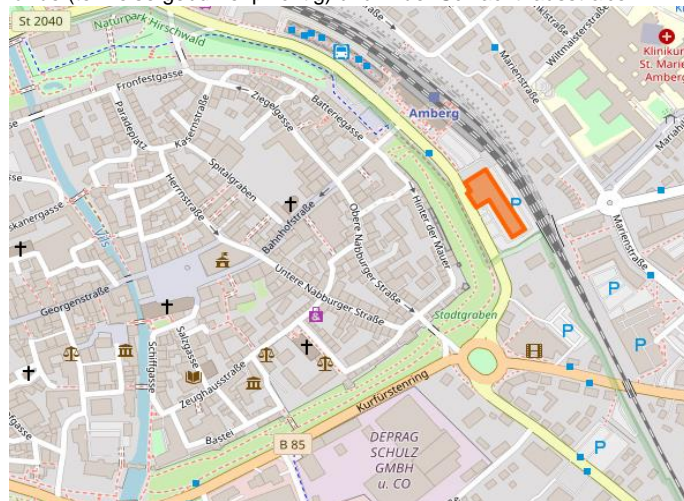 St 2040
Naturpark Hirschwald
Fronfestgasse
Paradeplatz
Kasernstraße
Ziegelgasse
Batteriegasse
Amberg
Marienstraße
Wiltmaisterstraße
Klinikum
St. Marien
Amberg
Mariahilf
Herrnstraße
Spitalgraben
Bahnhofstraße
Obere Nabburger Straße
Hinter der Mauer
P
Marienstraße
Vils
Georgenstraße
Untere Nabburger Straße
Stadtgraben
P
P
P
Schiffgasse
Salzgasse
Zeughausstraße
Bastei
Kurfürstenring
B 85
DEPRAG
SCHULZ
GMBH
u. CO
P